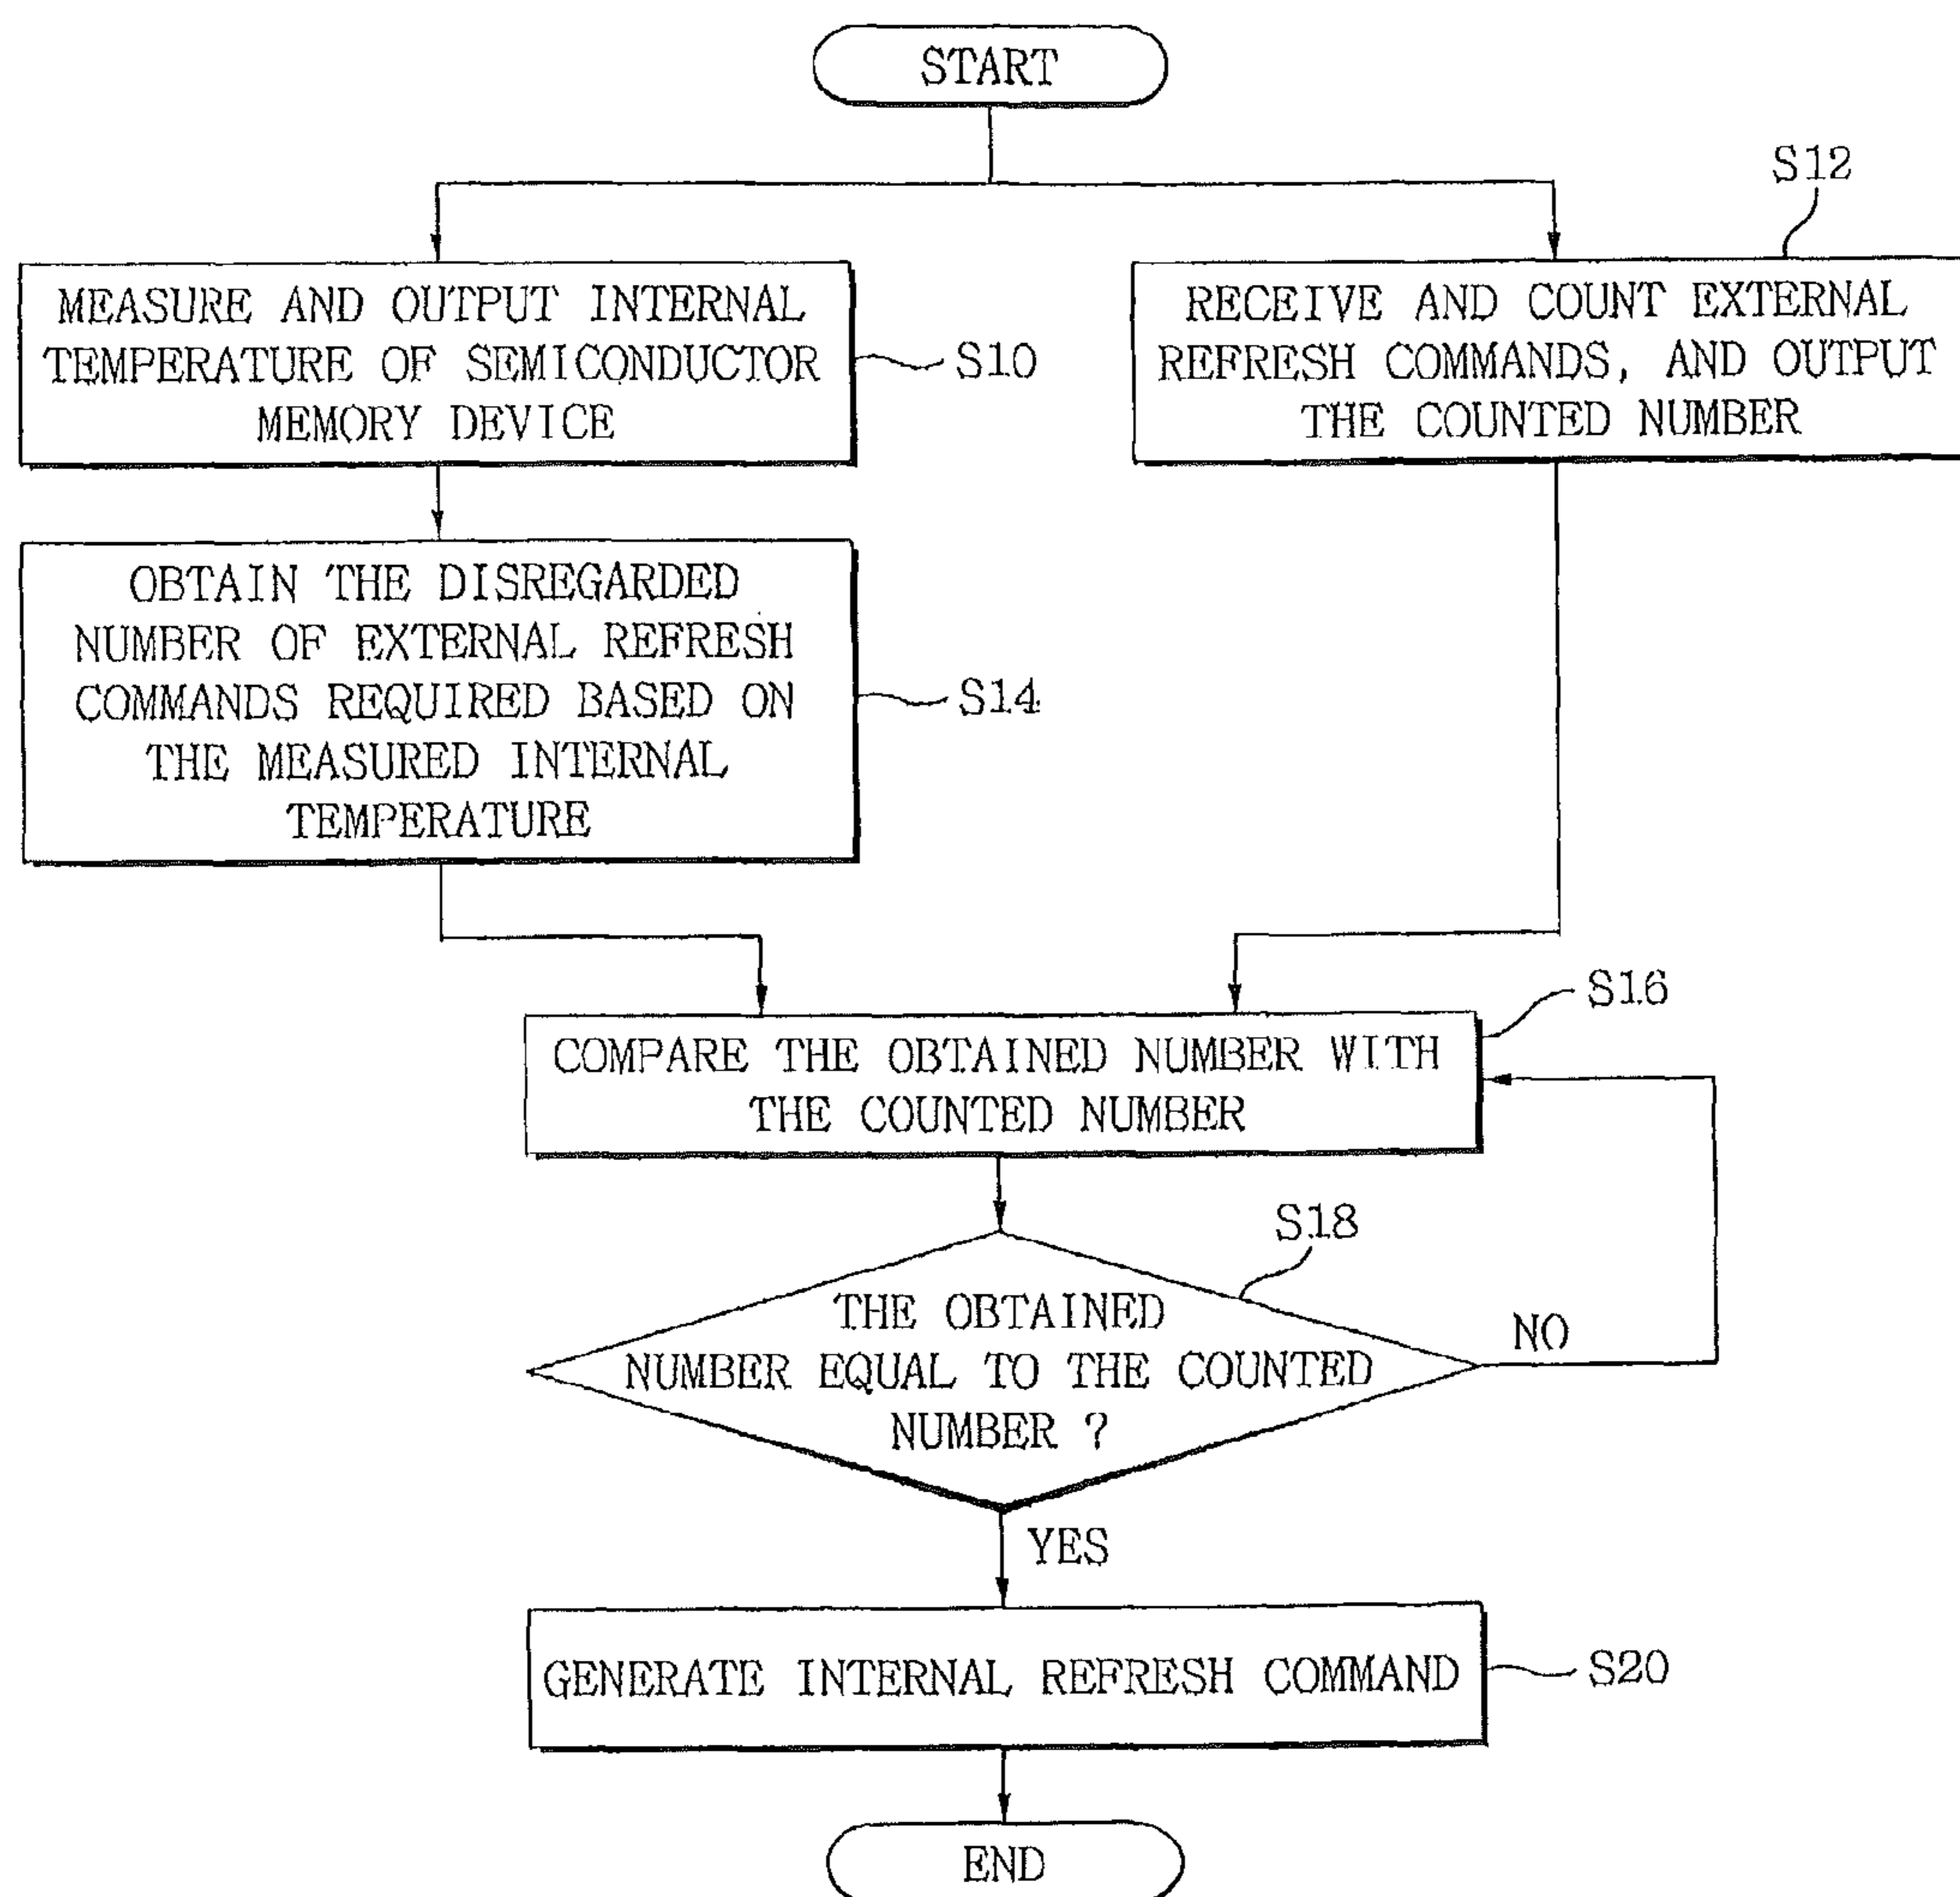 START
S12
MEASURE AND OUTPUT INTERNAL
TEMPERATURE OF SEMICONDUCTOR
MEMORY DEVICE
S10
RECEIVE AND COUNT EXTERNAL
REFRESH COMMANDS, AND OUTPUT
THE COUNTED NUMBER
OBTAIN THE DISREGARDED
NUMBER OF EXTERNAL REFRESH
COMMANDS REQUIRED BASED ON
THE MEASURED INTERNAL
TEMPERATURE
S14
S16
COMPARE THE OBTAINED NUMBER WITH
THE COUNTED NUMBER
S18
THE OBTAINED
NUMBER EQUAL TO THE COUNTED
NUMBER ?
NO
YES
GENERATE INTERNAL REFRESH COMMAND
S20
END